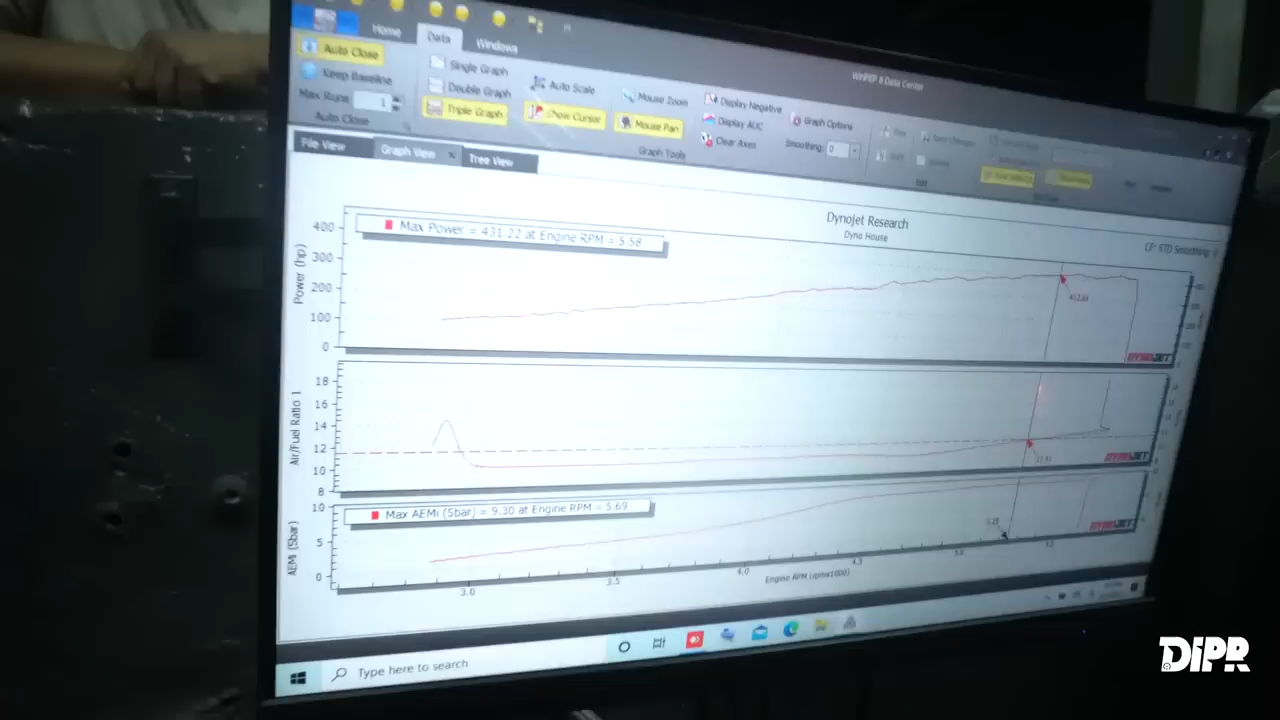 WinPEP 8 Data Center
Home
Data
Windows
Auto Close
Keep Baseline
Max Runs 1
Auto Close
Single Graph
Double Graph
Triple Graph
Auto Scale
Show Cursor
Mouse Zoom
Mouse Pan
Graph Tools
Display Negative
Display AUC
Clear Axes
Graph Options
Smoothing: 0
File View
Graph View
Tree View
DynoJet Research
Dyno House
CF: STD Smoothing:
Max Power = 431.22 at Engine RPM = 5.58
Power (hp)
400
300
200
100
0
DYNOJET
Air/Fuel Ratio 1
18
16
14
12
10
8
DYNOJET
Max AEMi (5bar) = 9.30 at Engine RPM = 5.69
AEMi (5bar)
10
5
0
DYNOJET
3.0
3.5
4.0
4.5
5.0
Engine RPM (rpmx1000)
Type here to search
DiPR